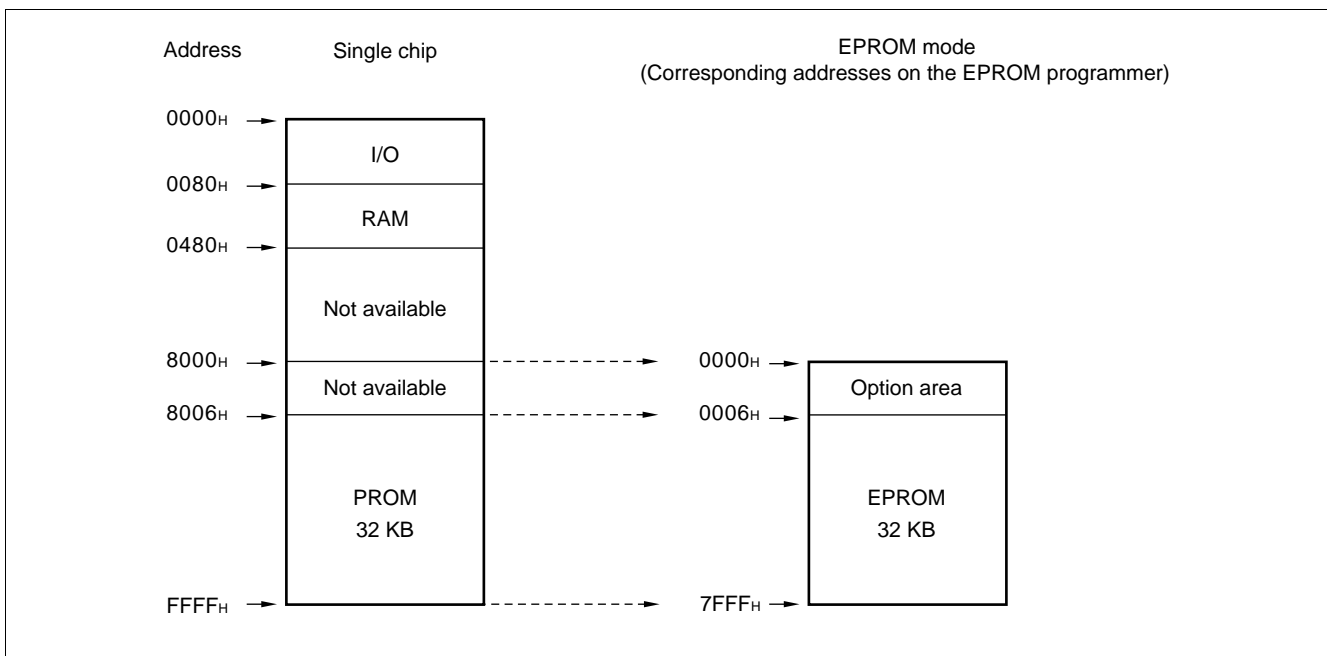 Address
Single chip
EPROM mode
(Corresponding addresses on the EPROM programmer)
0000H
I/O
0080H
RAM
0480H
Not available
8000H
0000H
Not available
Option area
8006H
0006H
PROM
32 KB
EPROM
32 KB
FFFFH
7FFFH